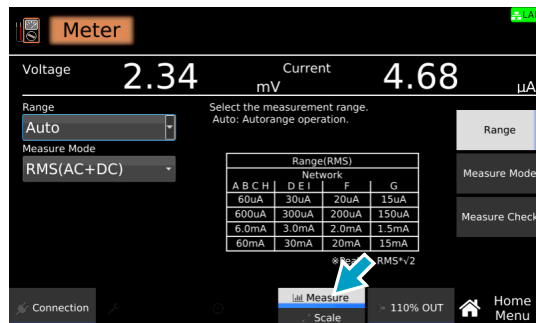 LAN
Meter
Voltage 2.34 mV Current 4.68 µA
Range
Auto
Measure Mode
RMS(AC+DC)
Select the measurement range.
Auto: Autorange operation.
Range(RMS)
Network
A B C H D E I F G
60uA 30uA 20uA 15uA
600uA 300uA 200uA 150uA
6.0mA 3.0mA 2.0mA 1.5mA
60mA 30mA 20mA 15mA
RMS*√2
Range
Measure Mode
Measure Check
Connection
Measure
Scale
110% OUT
Home
Menu